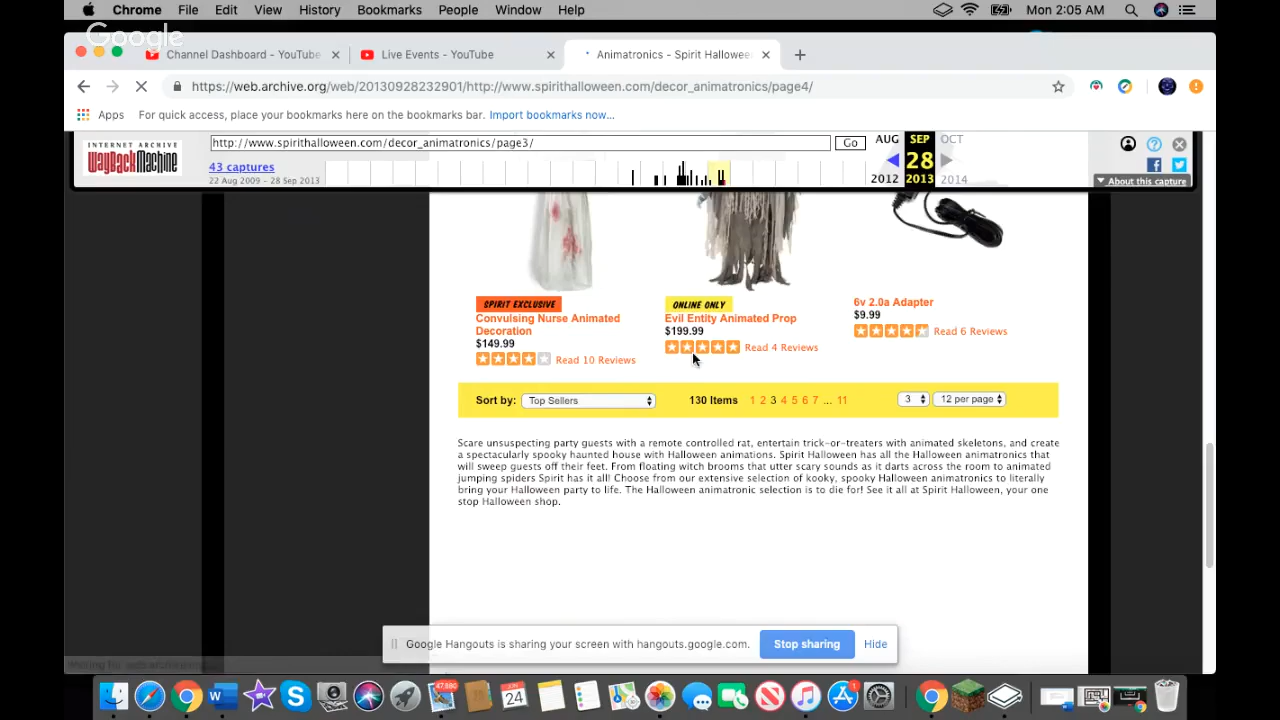 Chrome File Edit View History Bookmarks People Window Help Mon 2:05 AM
Google
Channel Dashboard - YouTube
Live Events - YouTube
Animatronics - Spirit Hallowee
https://web.archive.org/web/20130928232901/http://www.spirithalloween.com/decor_animatronics/page4/
Apps For quick access, place your bookmarks here on the bookmarks bar. Import bookmarks now...
INTERNET ARCHIVE
WayBackMachine
http://www.spirithalloween.com/decor_animatronics/page3/
Go
AUG SEP OCT
43 captures
22 Aug 2009 – 28 Sep 2013
28
2012 2013 2014
About this capture
SPIRIT EXCLUSIVE
Convulsing Nurse Animated
Decoration
$149.99
Read 10 Reviews
ONLINE ONLY
Evil Entity Animated Prop
$199.99
Read 4 Reviews
6v 2.0a Adapter
$9.99
Read 6 Reviews
Sort by: Top Sellers 130 Items 1 2 3 4 5 6 7 ... 11 3 12 per page
Scare unsuspecting party guests with a remote controlled rat, entertain trick-or-treaters with animated skeletons, and create
a spectacularly spooky haunted house with Halloween animations. Spirit Halloween has all the Halloween animatronics that
will sweep guests off their feet. From floating witch brooms that utter scary sounds as it darts across the room to animated
jumping spiders Spirit has it all! Choose from our extensive selection of kooky, spooky Halloween animatronics to literally
bring your Halloween party to life. The Halloween animatronic selection is to die for! See it all at Spirit Halloween, your one
stop Halloween shop.
Google Hangouts is sharing your screen with hangouts.google.com. Stop sharing Hide
24